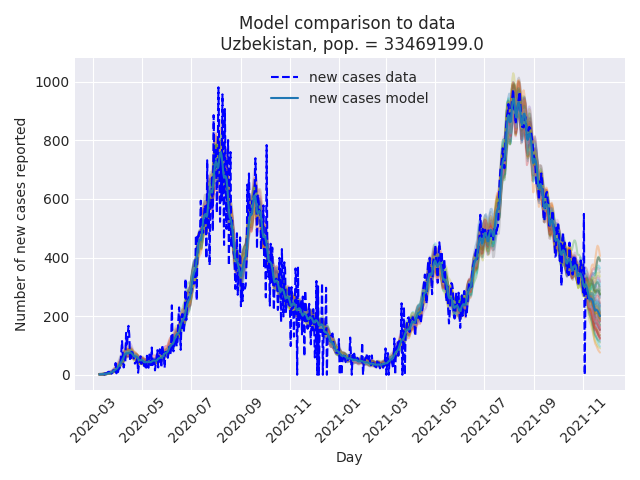 Model comparison to data
Uzbekistan, pop. = 33469199.0
new cases data
new cases model
Number of new cases reported
1000
800
600
400
200
0
2020-03
2020-05
2020-07
2020-09
2020-11
2021-01
2021-03
2021-05
2021-07
2021-09
2021-11
Day